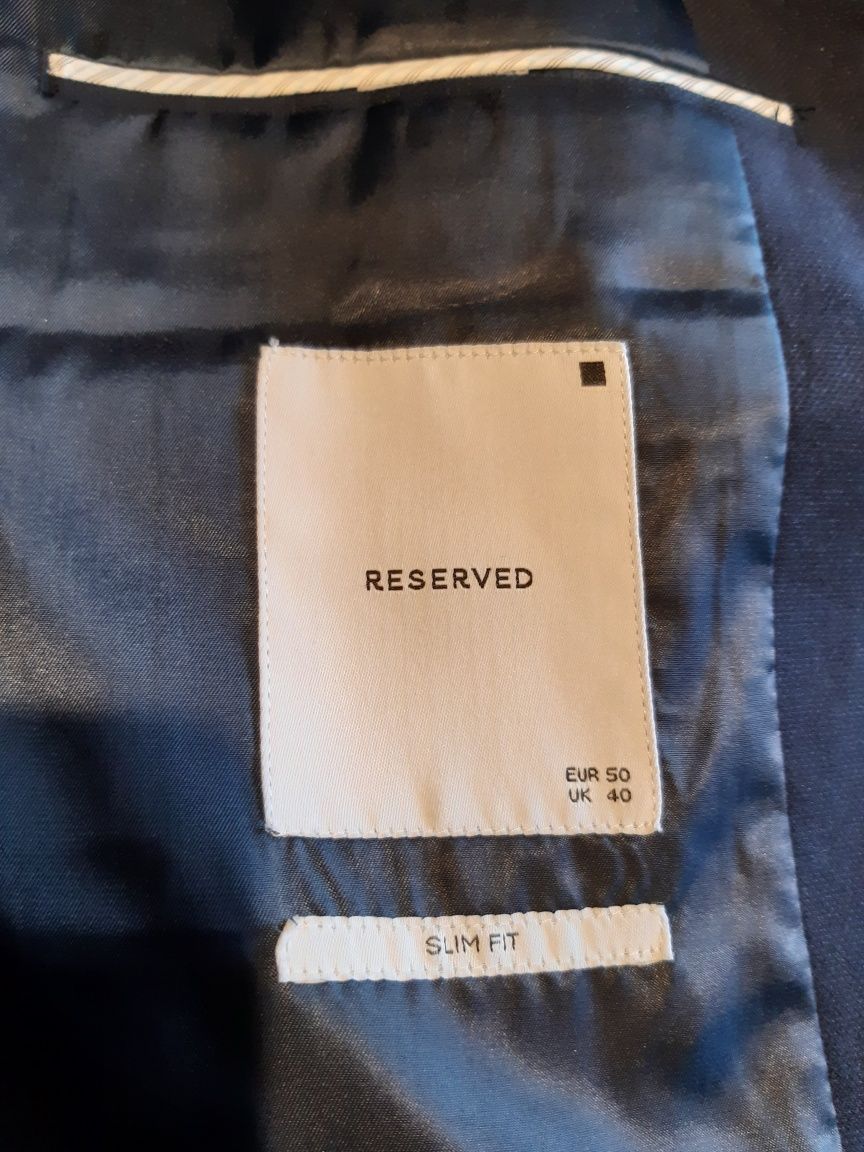 RESERVED
EUR 50
UK 40
SLIM FIT